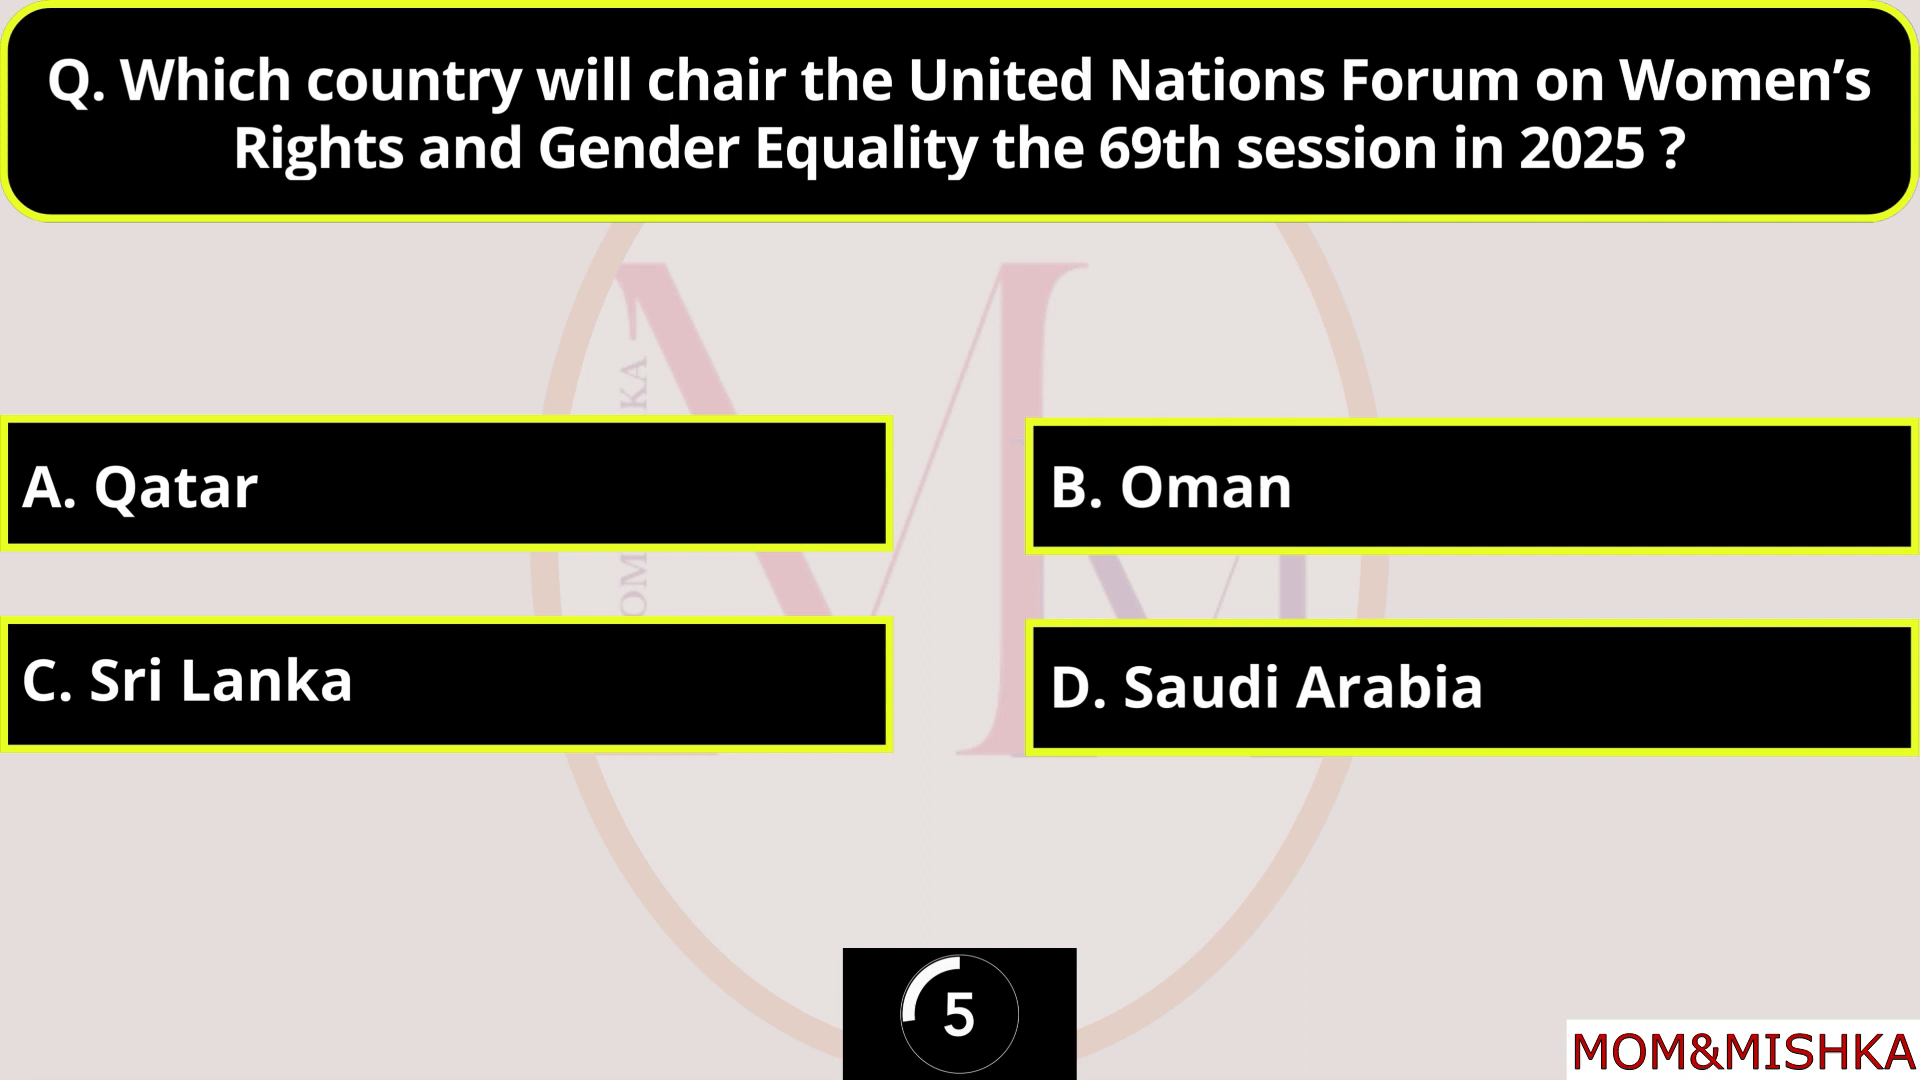 Q. Which country will chair the United Nations Forum on Women’s
Rights and Gender Equality the 69th session in 2025 ?
A. Qatar
B. Oman
C. Sri Lanka
D. Saudi Arabia
5
MOM&MISHKA